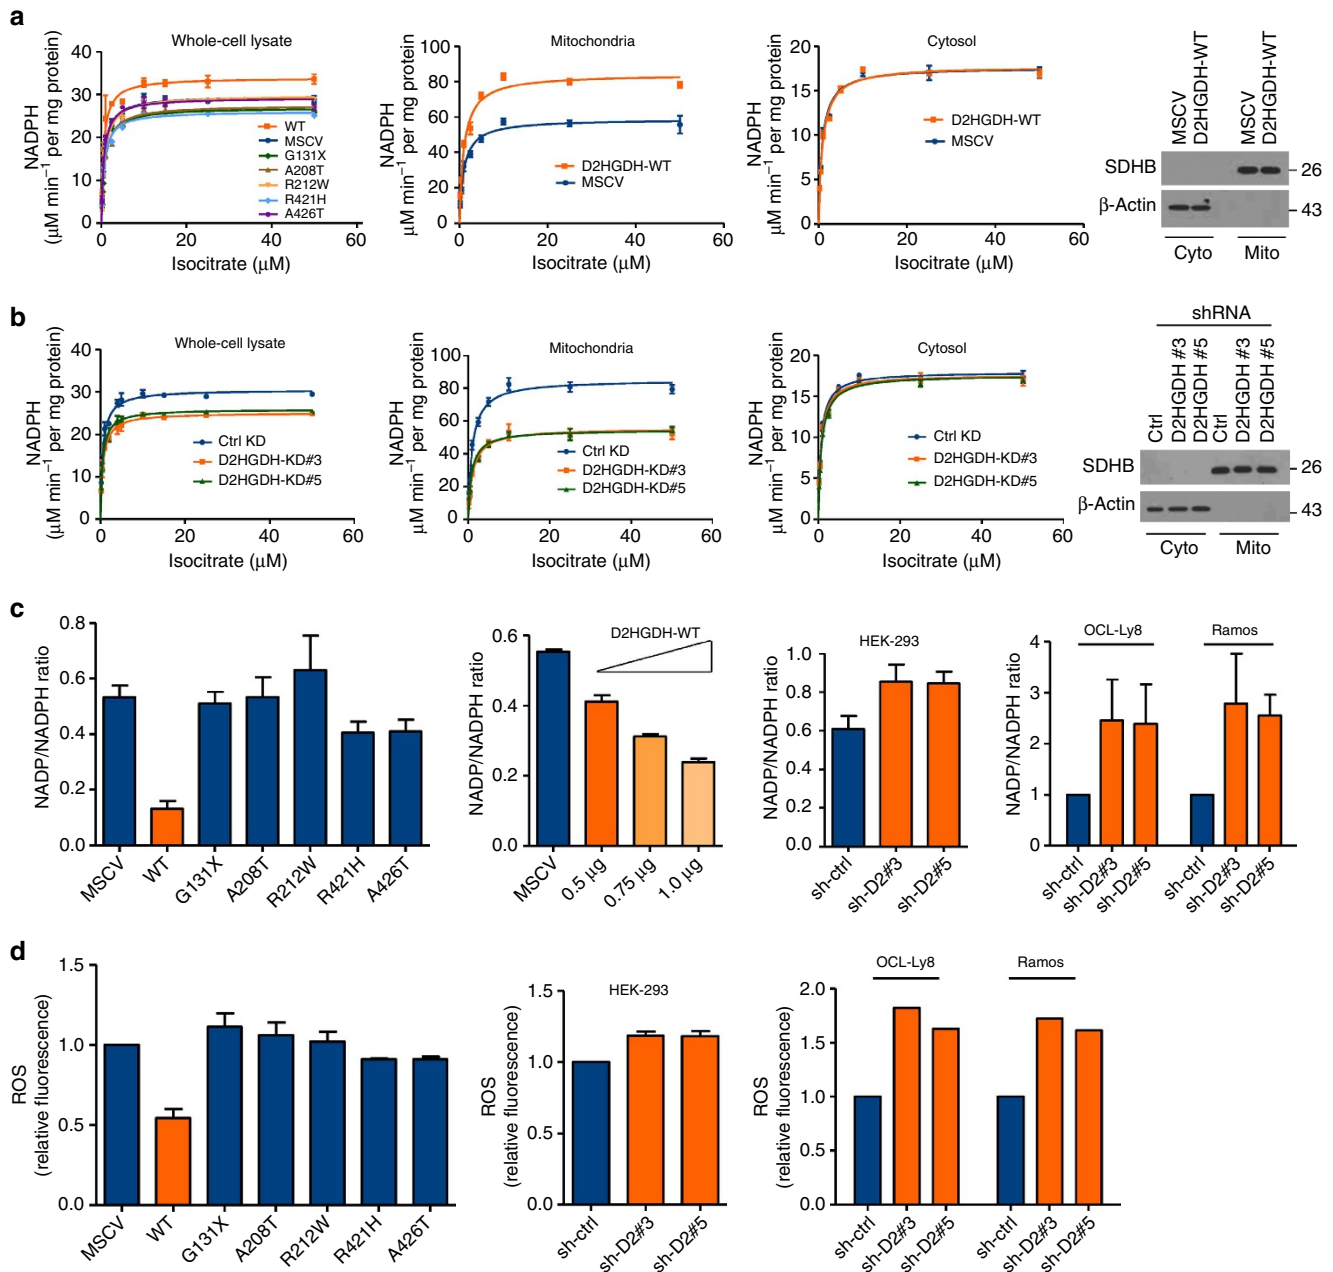 a
Whole-cell lysate
NADPH
(μM min⁻¹ per mg protein)
40
30
20
10
0
0 20 40 60
Isocitrate (μM)
WT
MSCV
G131X
A208T
R212W
R421H
A426T
Mitochondria
NADPH
μM min⁻¹ per mg protein
100
80
60
40
20
0
0 20 40 60
Isocitrate (μM)
D2HGDH-WT
MSCV
Cytosol
NADPH
μM min⁻¹ per mg protein
20
15
10
5
0
0 20 40 60
Isocitrate (μM)
D2HGDH-WT
MSCV
MSCV
D2HGDH-WT
MSCV
D2HGDH-WT
SDHB
26
β-Actin
43
Cyto Mito
b
Whole-cell lysate
NADPH
(μM min⁻¹ per mg protein)
40
30
20
10
0
0 20 40 60
Isocitrate (μM)
Ctrl KD
D2HGDH-KD#3
D2HGDH-KD#5
Mitochondria
NADPH
μM min⁻¹ per mg protein
100
80
60
40
20
0
0 20 40 60
Isocitrate (μM)
Ctrl KD
D2HGDH-KD#3
D2HGDH-KD#5
Cytosol
NADPH
μM min⁻¹ per mg protein
20
15
10
5
0
0 20 40 60
Isocitrate (μM)
Ctrl KD
D2HGDH-KD#3
D2HGDH-KD#5
shRNA
Ctrl
D2HGDH #3
D2HGDH #5
Ctrl
D2HGDH #3
D2HGDH #5
SDHB
26
β-Actin
43
Cyto Mito
c
NADP/NADPH ratio
0.8
0.6
0.4
0.2
0.0
MSCV
WT
G131X
A208T
R212W
R421H
A426T
NADP/NADPH ratio
0.6
0.4
0.2
0.0
D2HGDH-WT
MSCV
0.5 μg
0.75 μg
1.0 μg
HEK-293
NADP/NADPH ratio
1.0
0.8
0.6
0.4
0.2
0.0
sh-ctrl
sh-D2#3
sh-D2#5
OCL-Ly8 Ramos
NADP/NADPH ratio
4
3
2
1
0
sh-ctrl
sh-D2#3
sh-D2#5
sh-ctrl
sh-D2#3
sh-D2#5
d
ROS
(relative fluorescence)
1.5
1.0
0.5
0.0
MSCV
WT
G131X
A208T
R212W
R421H
A426T
HEK-293
ROS
(relative fluorescence)
1.5
1.0
0.5
0.0
sh-ctrl
sh-D2#3
sh-D2#5
OCL-Ly8 Ramos
ROS
(relative fluorescence)
2.0
1.5
1.0
0.5
0.0
sh-ctrl
sh-D2#3
sh-D2#5
sh-ctrl
sh-D2#3
sh-D2#5